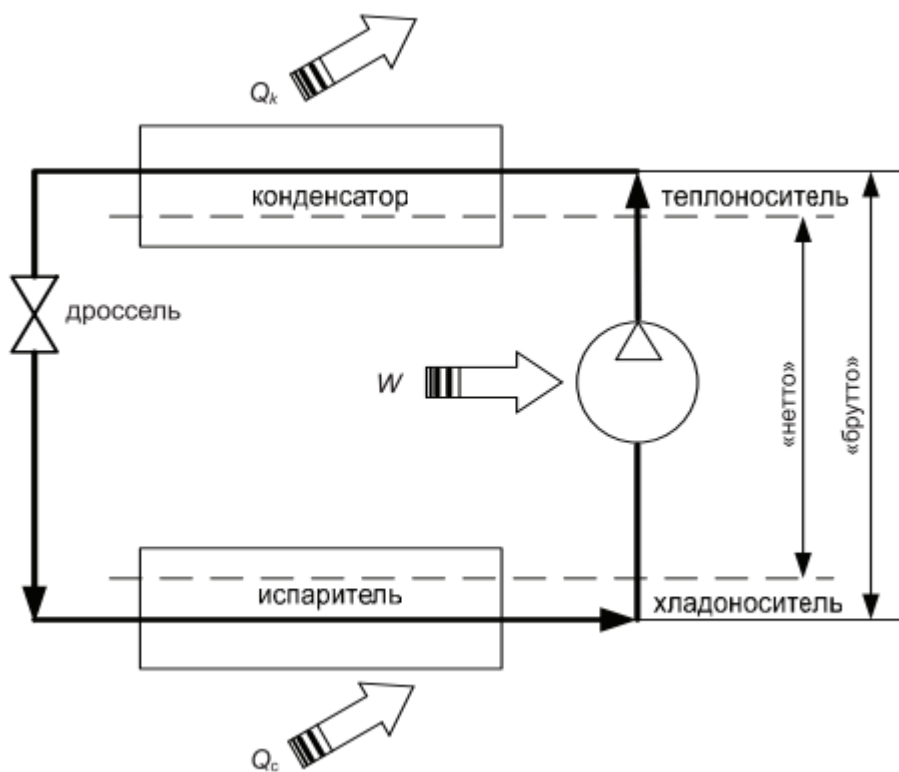 Qk
конденсатор
теплоноситель
дроссель
W
«нетто»
«брутто»
испаритель
хладоноситель
Qc